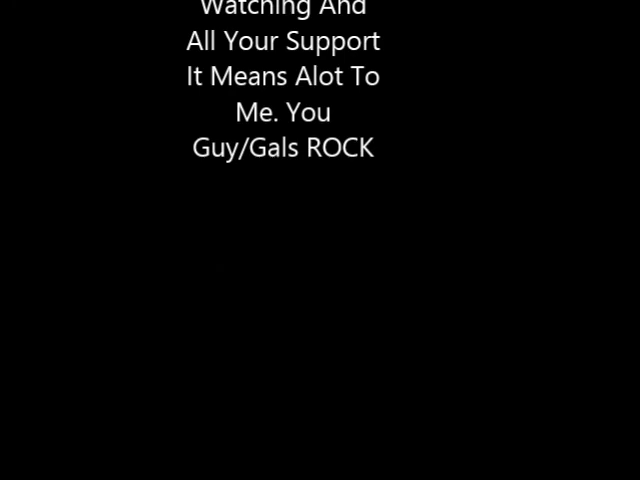 Watching And
All Your Support
It Means Alot To
Me. You
Guy/Gals ROCK